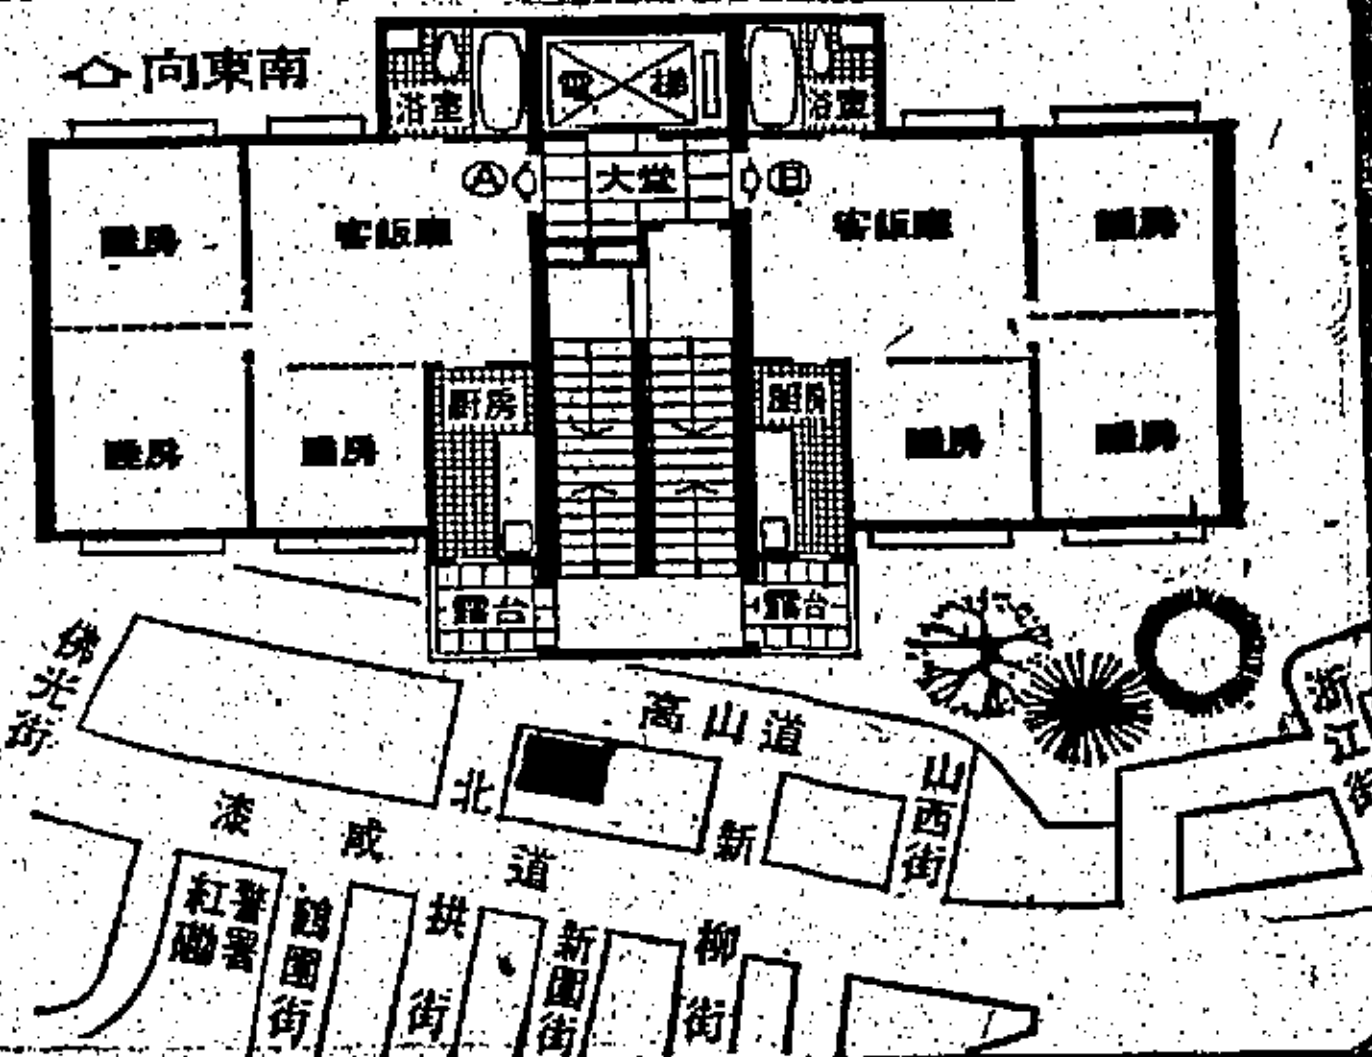 向東南
浴室
電梯
浴室
A
大堂
B
睡房
客飯廳
客飯廳
睡房
廚房
廚房
睡房
睡房
睡房
睡房
露台
露台
佛光街
高山道
浙江街
山西街
漆咸道
北
新
紅磡
警署
鶴園街
拱
街
新圍街
柳
街